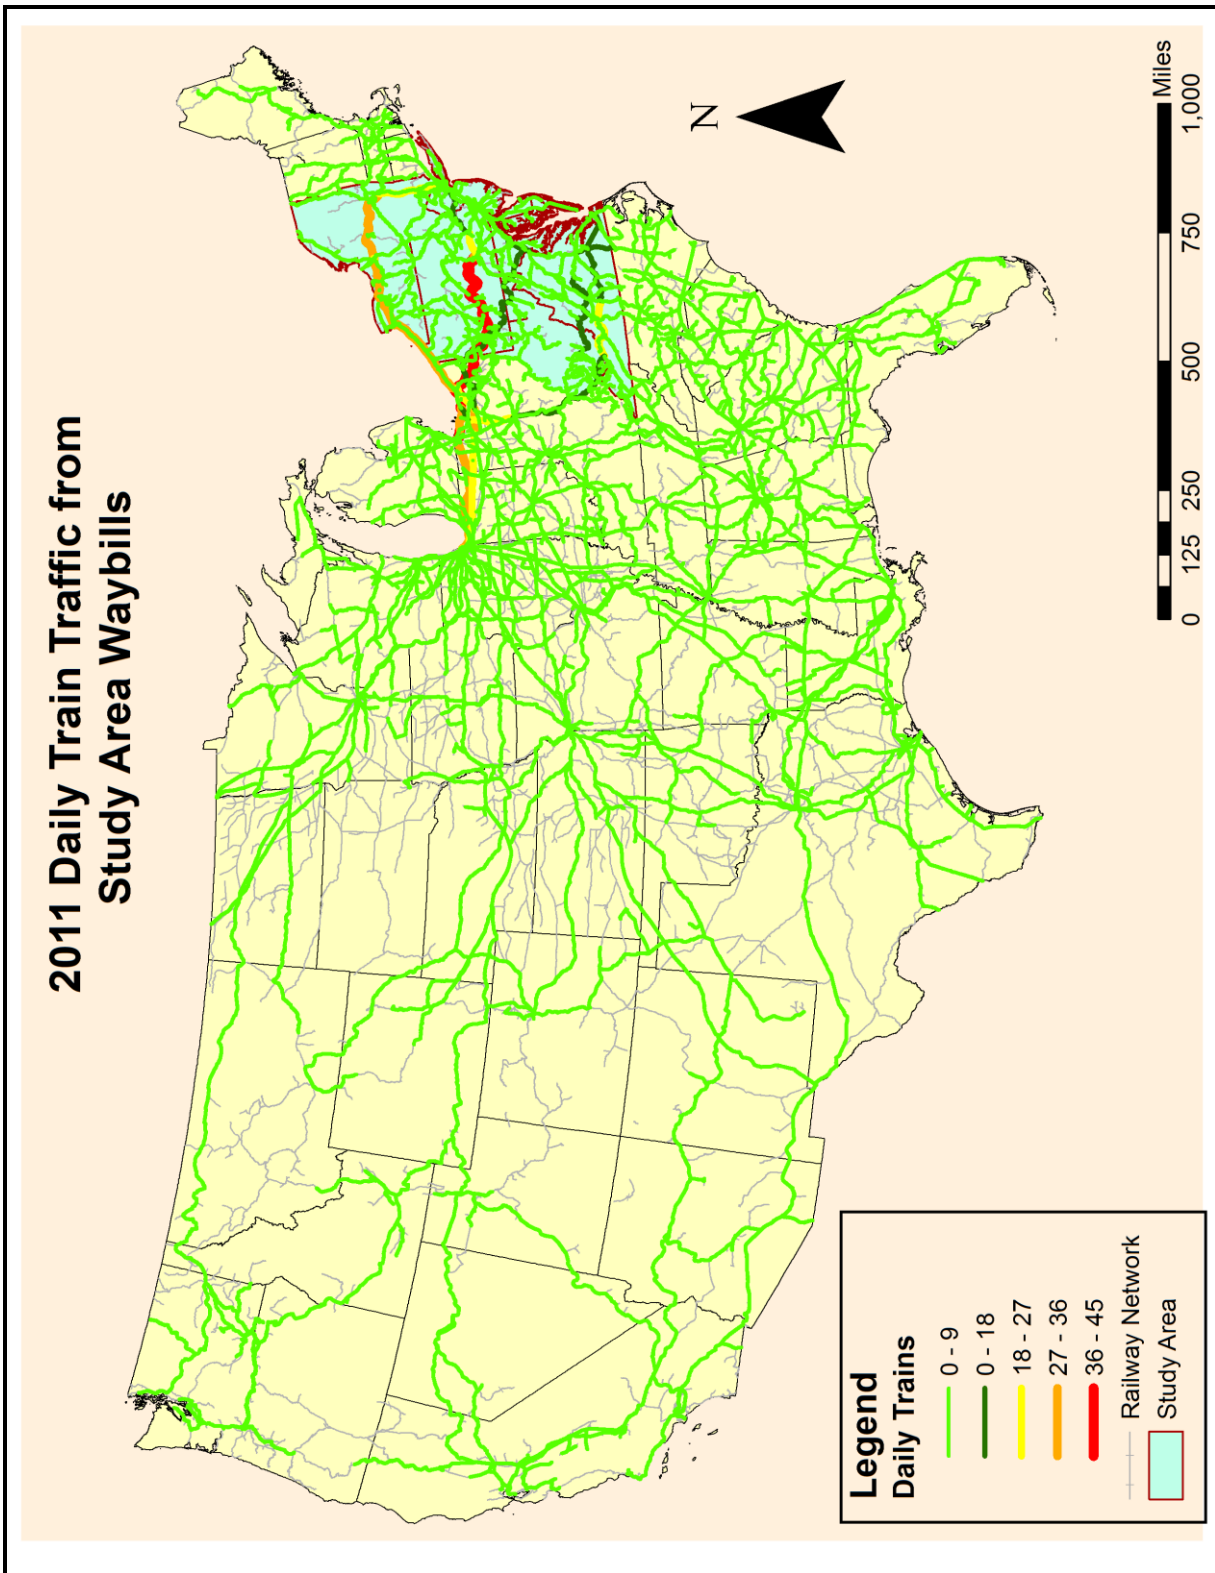 2011 Daily Train Traffic from
Study Area Waybills
N
0 125 250 500 750 1,000
Miles
Legend
Daily Trains
0 - 9
0 - 18
18 - 27
27 - 36
36 - 45
Railway Network
Study Area